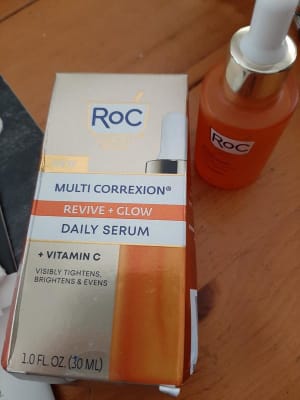 RoC
MULTI CORREXION®
REVIVE + GLOW
DAILY SERUM
+ VITAMIN C
VISIBLY TIGHTENS,
BRIGHTENS & EVENS
1.0 FL. OZ. (30 ML)
RoC